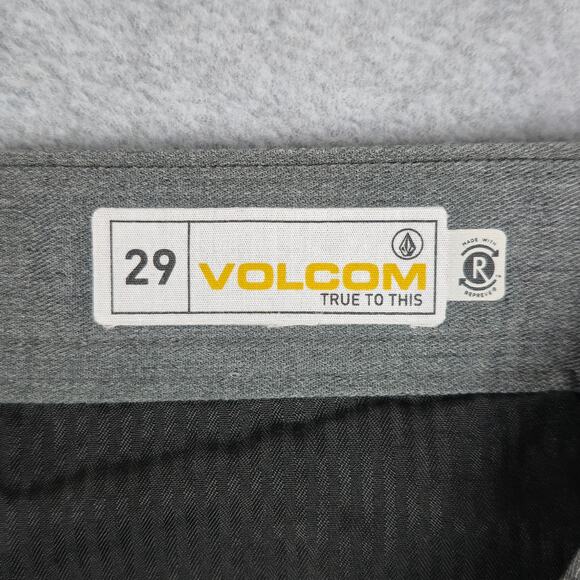 29
VOLCOM
TRUE TO THIS
MADE WITH
R
REPREVE®